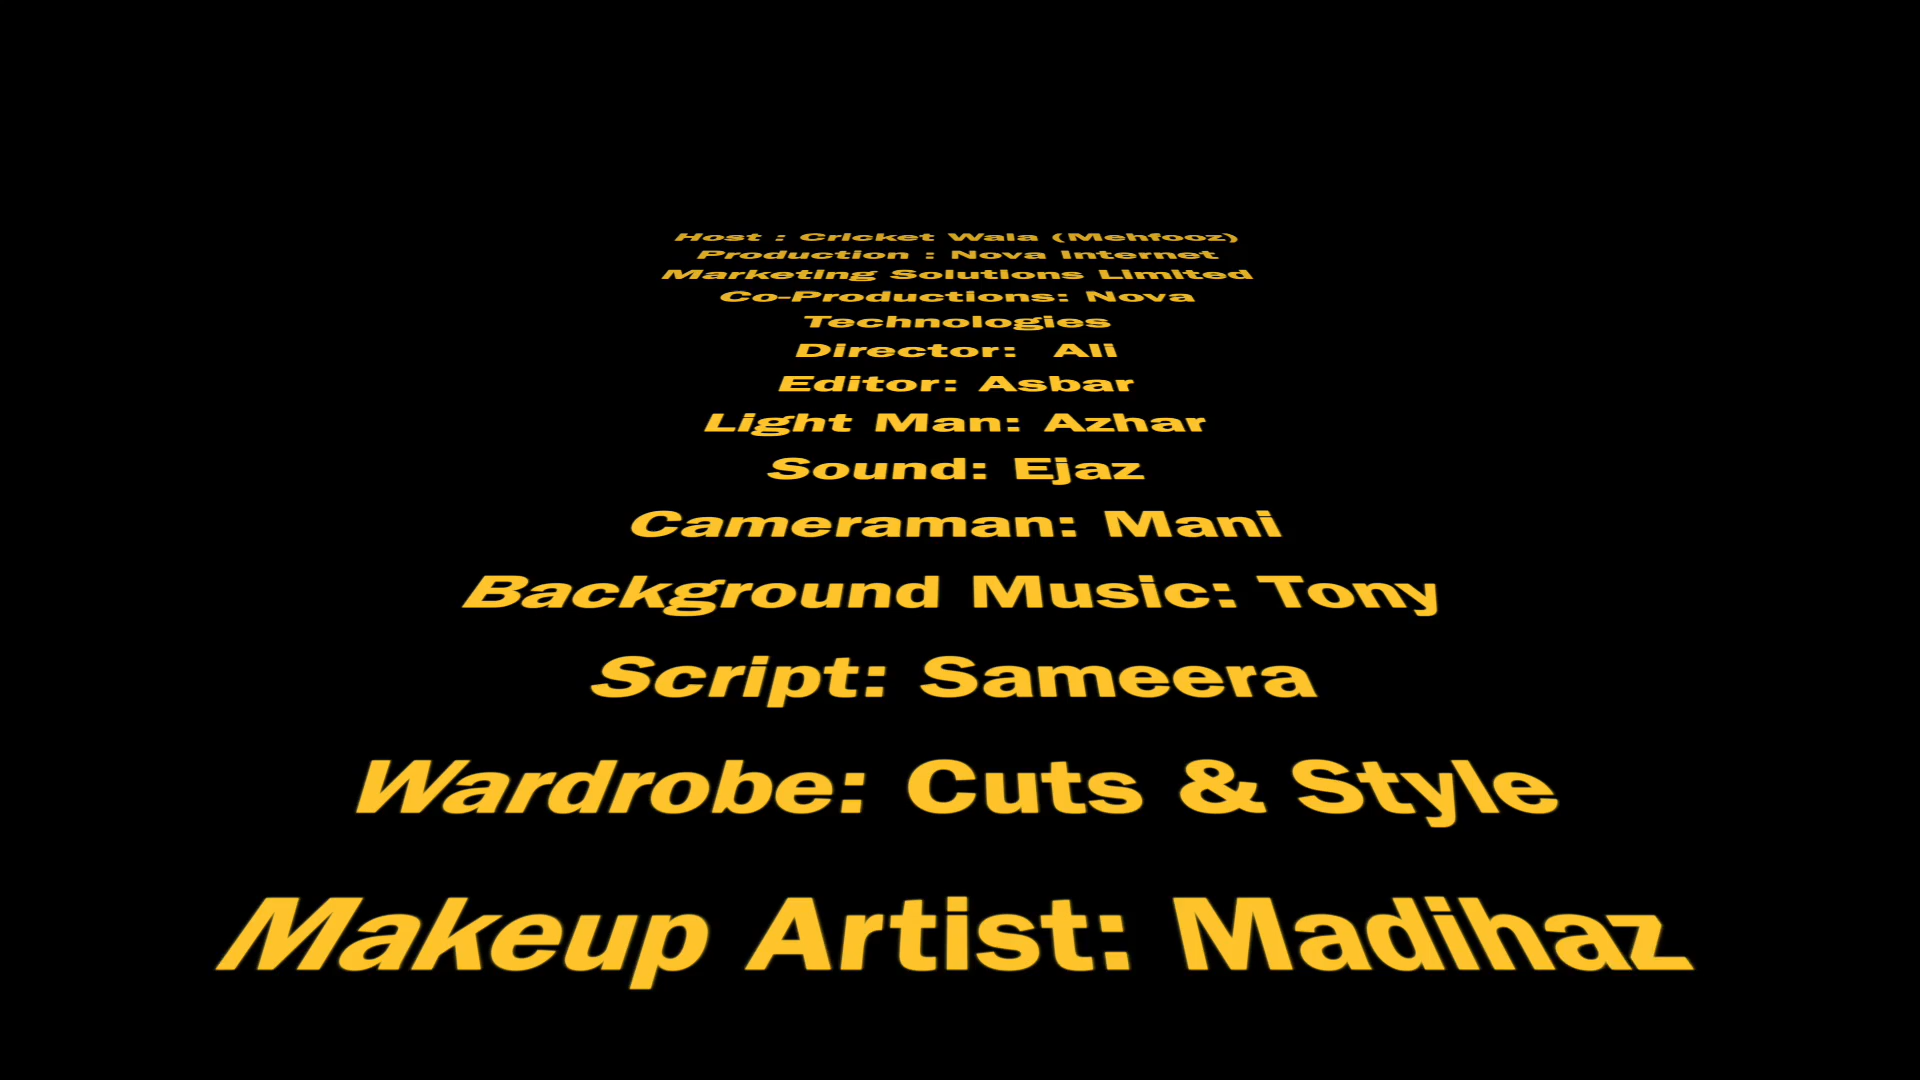 Host : Cricket Wala (Mehfooz)
Production : Nova Internet
Marketing Solutions Limited
Co-Productions: Nova
Technologies
Director: Ali
Editor: Asbar
Light Man: Azhar
Sound: Ejaz
Cameraman: Mani
Background Music: Tony
Script: Sameera
Wardrobe: Cuts & Style
Makeup Artist: Madihaz